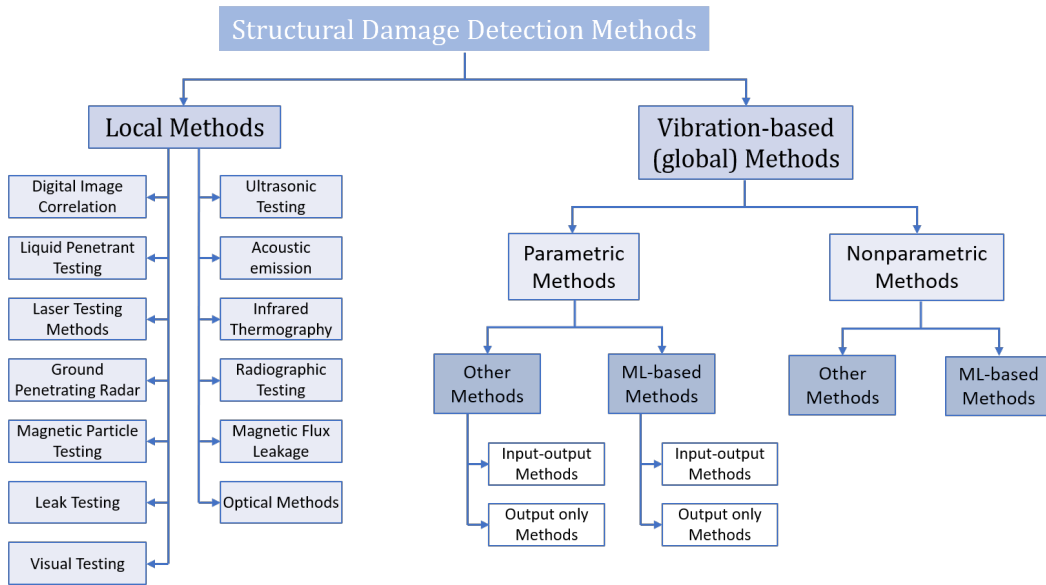 Structural Damage Detection Methods
Local Methods
Vibration-based
(global) Methods
Digital Image
Correlation
Ultrasonic
Testing
Liquid Penetrant
Testing
Acoustic
emission
Laser Testing
Methods
Infrared
Thermography
Ground
Penetrating Radar
Radiographic
Testing
Magnetic Particle
Testing
Magnetic Flux
Leakage
Leak Testing
Optical Methods
Visual Testing
Parametric
Methods
Nonparametric
Methods
Other
Methods
ML-based
Methods
Other
Methods
ML-based
Methods
Input-output
Methods
Input-output
Methods
Output only
Methods
Output only
Methods